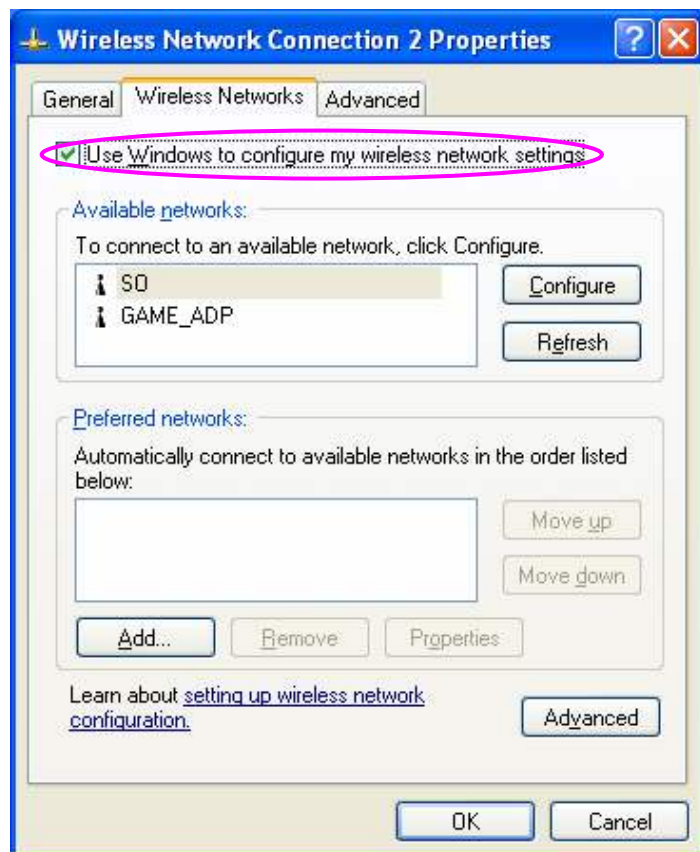 Wireless Network Connection 2 Properties
General Wireless Networks Advanced
Use Windows to configure my wireless network settings
Available networks:
To connect to an available network, click Configure.
SO
GAME_ADP
Configure
Refresh
Preferred networks:
Automatically connect to available networks in the order listed
below:
Move up
Move down
Add... Remove Properties
Learn about setting up wireless network
configuration.
Advanced
OK Cancel